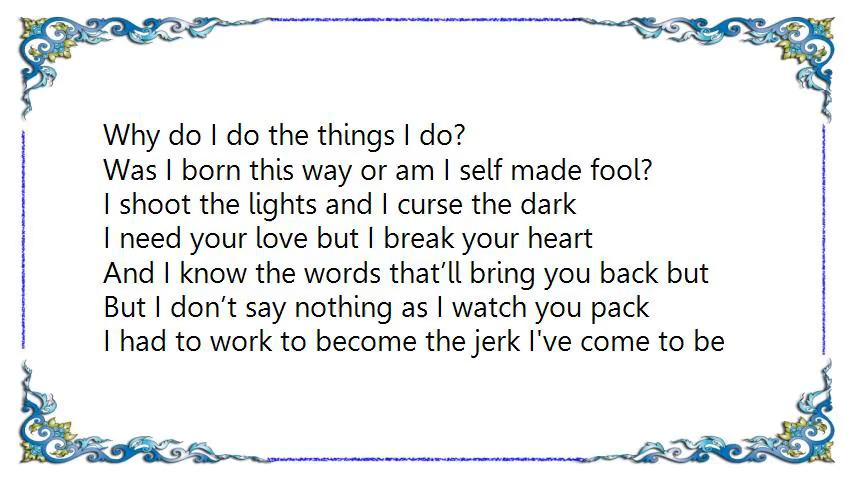 Why do I do the things I do?
Was I born this way or am I self made fool?
I shoot the lights and I curse the dark
I need your love but I break your heart
And I know the words that’ll bring you back but
But I don’t say nothing as I watch you pack
I had to work to become the jerk I've come to be